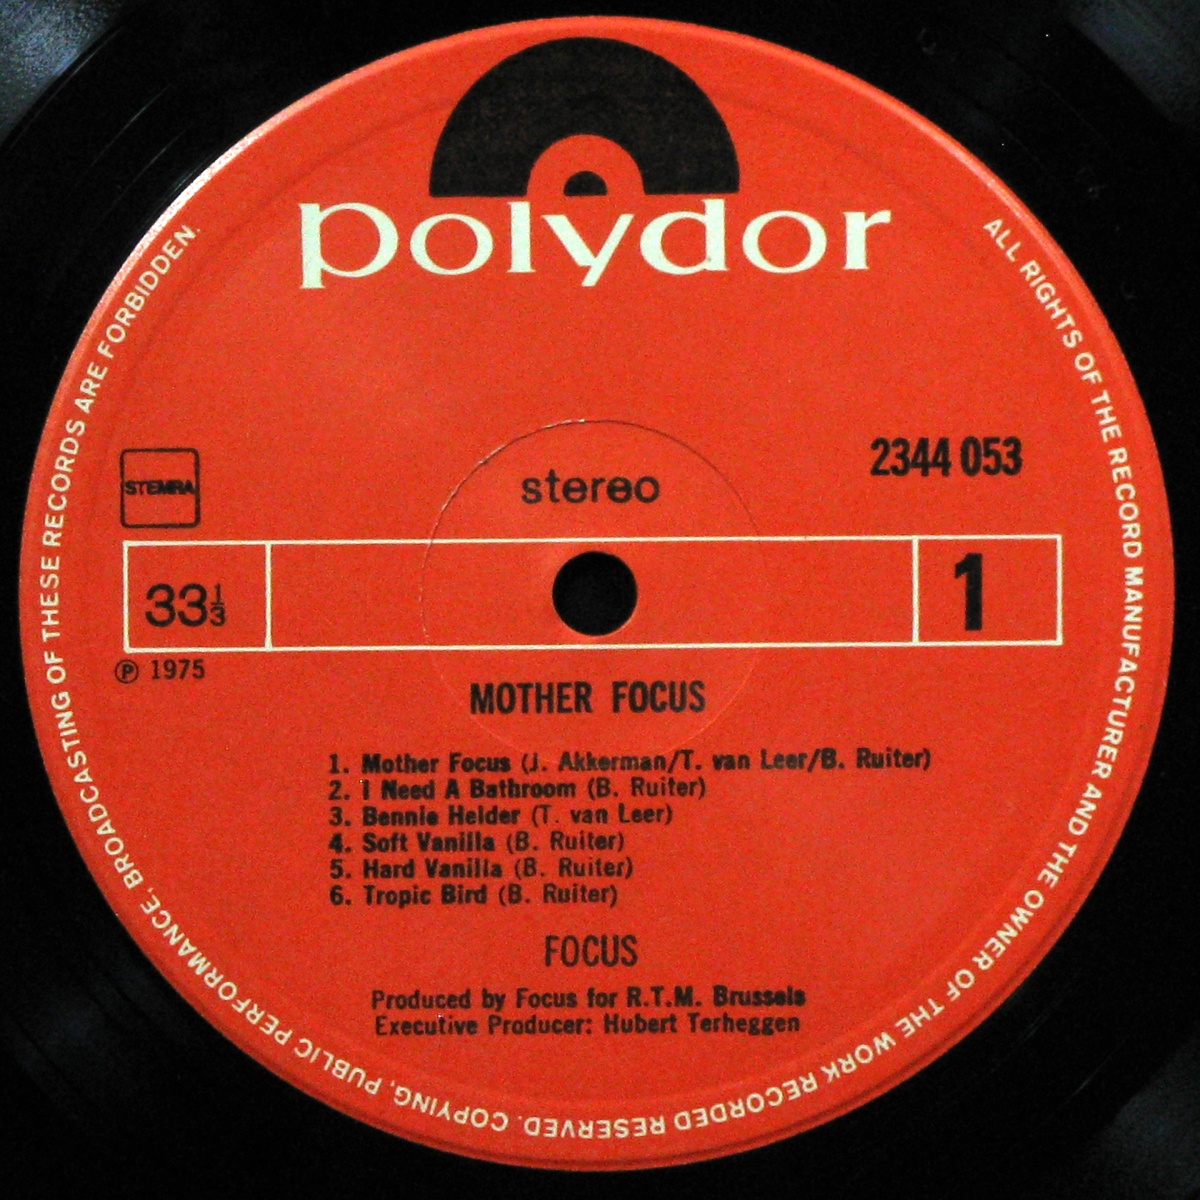 polydor
ALL RIGHTS OF THE RECORD MANUFACTURER AND THE OWNER OF THE WORK RECORDED RESERVED. COPYING, PUBLIC PERFORMANCE, BROADCASTING OF THESE RECORDS ARE FORBIDDEN.
2344 053
STEMRA
stereo
33⅓
1
℗ 1975
MOTHER FOCUS
1. Mother Focus (J. Akkerman/T. van Leer/B. Ruiter)
2. I Need A Bathroom (B. Ruiter)
3. Bennie Helder (T. van Leer)
4. Soft Vanilla (B. Ruiter)
5. Hard Vanilla (B. Ruiter)
6. Tropic Bird (B. Ruiter)
FOCUS
Produced by Focus for R.T.M. Brussels
Executive Producer: Hubert Terheggen